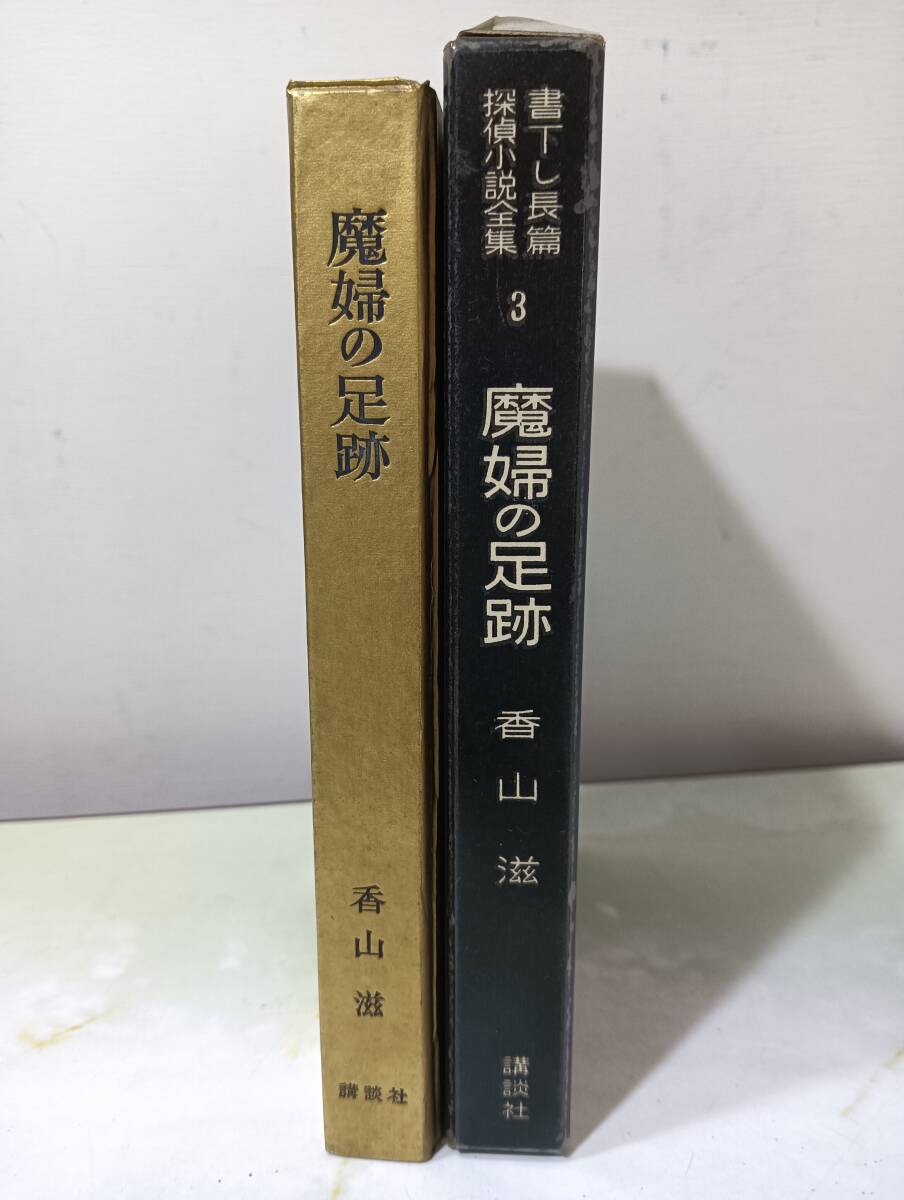 魔婦の足跡
香山滋
講談社
書下し長篇
探偵小説全集
3
魔婦の足跡
香山滋
講談社